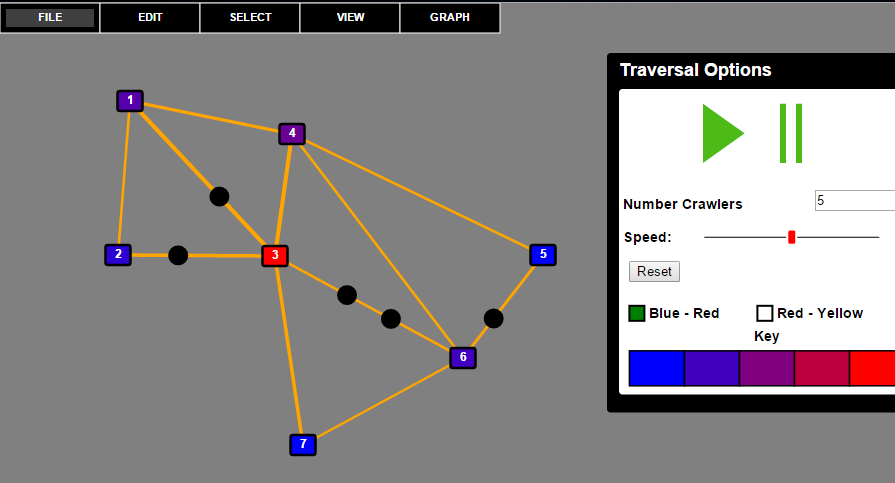 FILE EDIT SELECT VIEW GRAPH
Traversal Options
1
4
Number Crawlers 5
Speed:
2
3
5
Reset
Blue - Red Red - Yellow
Key
6
7